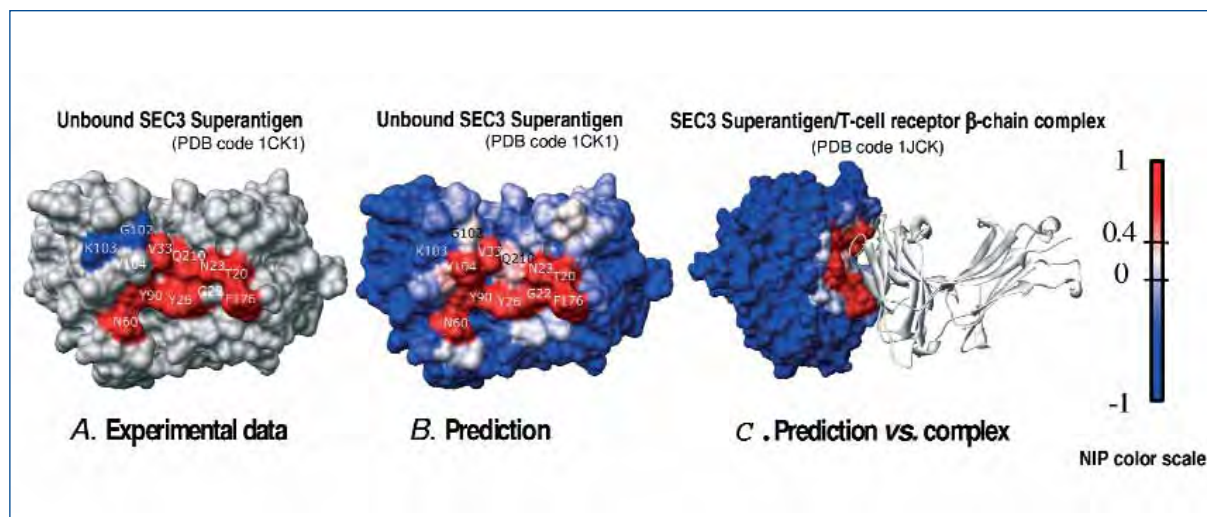 Unbound SEC3 Superantigen
(PDB code 1CK1)
G102
K103
V33
Q210
N23
T20
Y90
Y26
F176
N60
A. Experimental data
Unbound SEC3 Superantigen
(PDB code 1CK1)
G102
K103
V33
Y104
Q210
N23
T20
Y90
Y26
G22
F176
N60
B. Prediction
SEC3 Superantigen/T-cell receptor β-chain complex
(PDB code 1JCK)
C .Prediction vs. complex
1
0.4
0
-1
NIP color scale